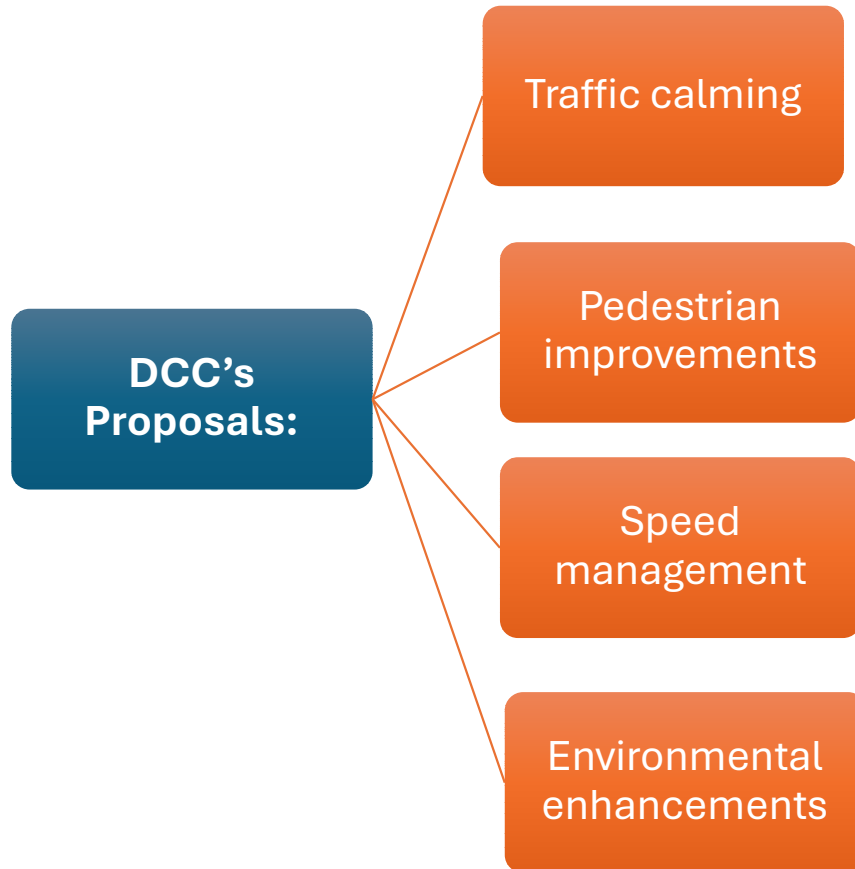 DCC’s
Proposals:
Traffic calming
Pedestrian
improvements
Speed
management
Environmental
enhancements